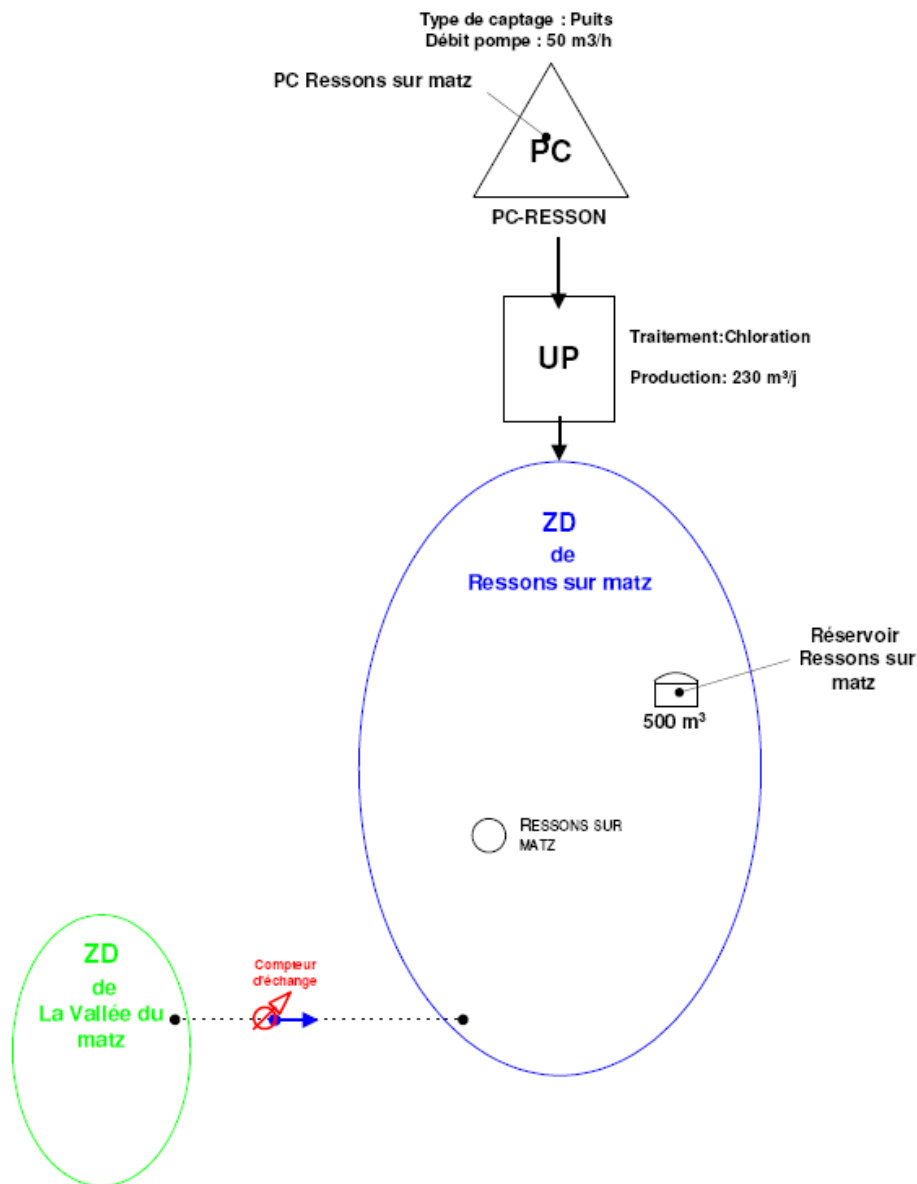 Type de captage : Puits
Débit pompe : 50 m3/h
PC Ressons sur matz
PC
PC-RESSON
UP
Traitement:Chloration
Production: 230 m³/j
ZD
de
Ressons sur matz
Réservoir
Ressons sur
matz
500 m³
RESSONS SUR
MATZ
ZD
de
La Vallée du
matz
Compteur
d'échange